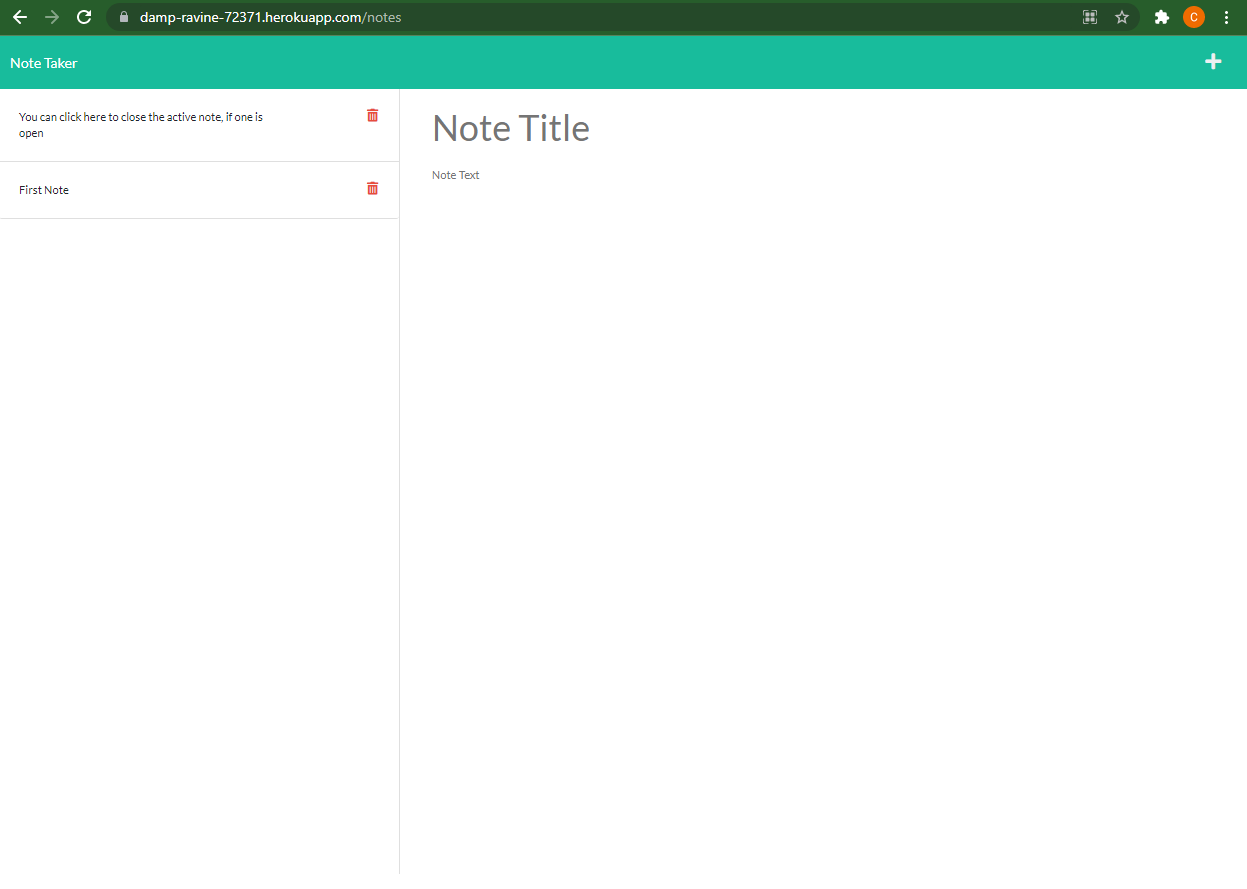 damp-ravine-72371.herokuapp.com/notes
C
Note Taker
You can click here to close the active note, if one is
open
First Note
Note Title
Note Text